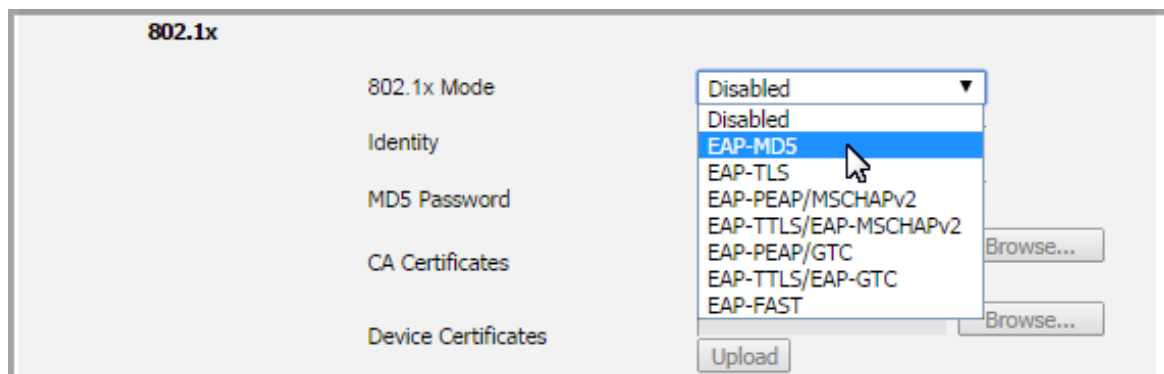 802.1x
802.1x Mode
Disabled
Disabled
Identity
EAP-MD5
EAP-TLS
MD5 Password
EAP-PEAP/MSCHAPv2
EAP-TTLS/EAP-MSCHAPv2
CA Certificates
EAP-PEAP/GTC
Browse...
EAP-TTLS/EAP-GTC
EAP-FAST
Device Certificates
Browse...
Upload